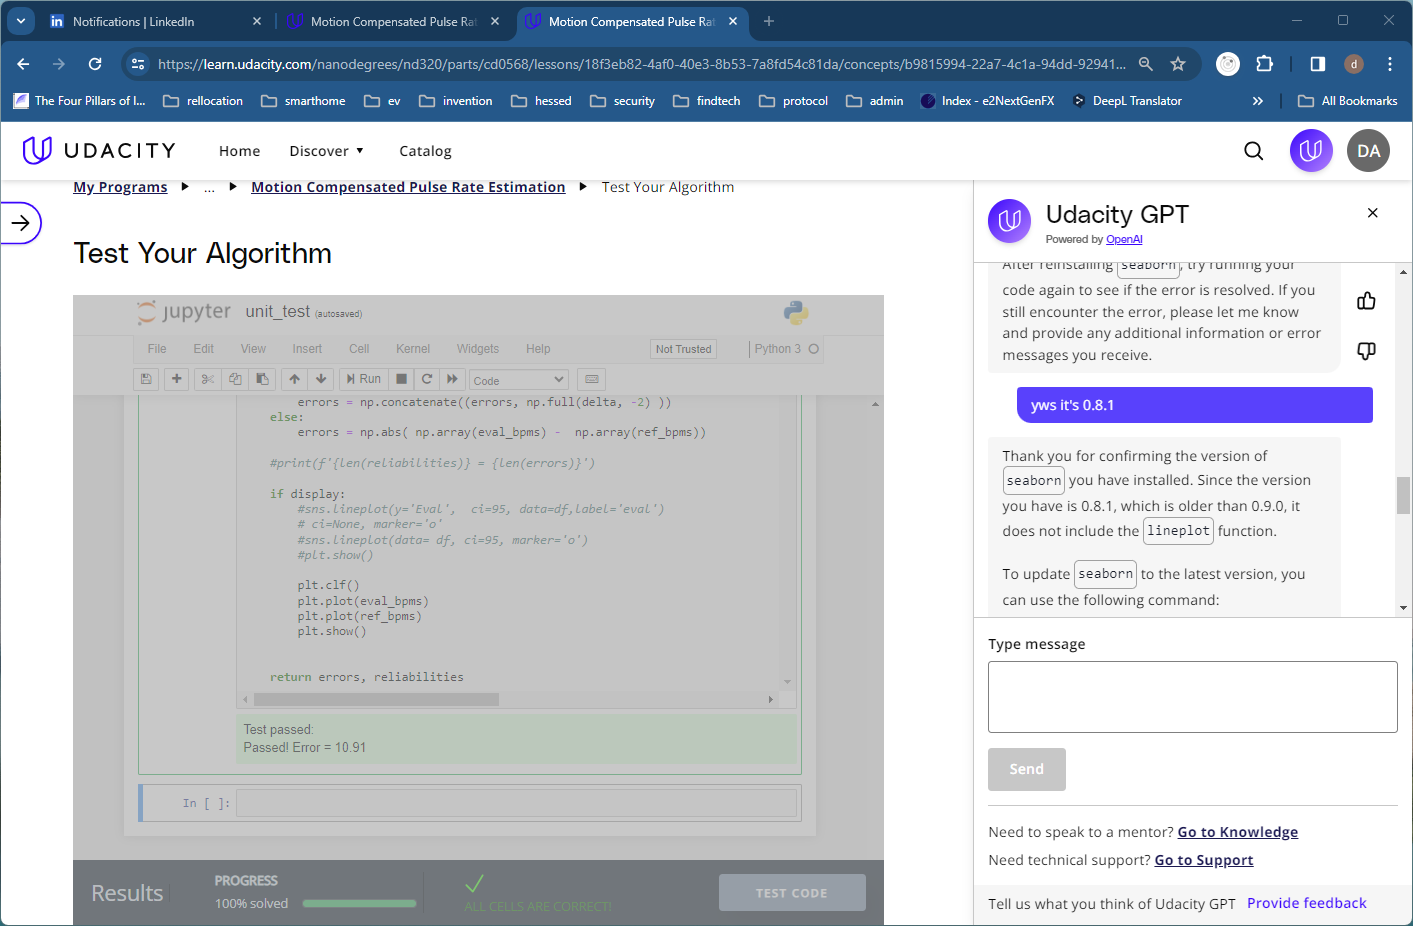 Notifications | LinkedIn
Motion Compensated Pulse Rat
Motion Compensated Pulse Ra
https://learn.udacity.com/nanodegrees/nd320/parts/cd0568/lessons/18f3eb82-4af0-40e3-8b53-7a8fd54c81da/concepts/b9815994-22a7-4c1a-94dd-92941...
d
The Four Pillars of I...
rellocation
smarthome
ev
invention
hessed
security
findtech
protocol
admin
Index - e2NextGenFX
DeepL Translator
»
All Bookmarks
UDACITY
Home
Discover
Catalog
DA
My Programs
...
Motion Compensated Pulse Rate Estimation
Test Your Algorithm
Test Your Algorithm
jupyter unit_test (autosaved)
File Edit View Insert Cell Kernel Widgets Help
Not Trusted
Python 3
Run
Code
errors = np.concatenate((errors, np.full(delta, -2) ))
else:
errors = np.abs( np.array(eval_bpms) - np.array(ref_bpms))
#print(f'{len(reliabilities)} = {len(errors)}')
if display:
#sns.lineplot(y='Eval', ci=95, data=df,label='eval')
# ci=None, marker='o'
#sns.lineplot(data= df, ci=95, marker='o')
#plt.show()
plt.clf()
plt.plot(eval_bpms)
plt.plot(ref_bpms)
plt.show()
return errors, reliabilities
Test passed:
Passed! Error = 10.91
In [ ]:
Results
PROGRESS
100% solved
ALL CELLS ARE CORRECT!
TEST CODE
Udacity GPT
Powered by OpenAI
After reinstalling seaborn, try running your
code again to see if the error is resolved. If you
still encounter the error, please let me know
and provide any additional information or error
messages you receive.
yws it's 0.8.1
Thank you for confirming the version of
seaborn you have installed. Since the version
you have is 0.8.1, which is older than 0.9.0, it
does not include the lineplot function.
To update seaborn to the latest version, you
can use the following command:
Type message
Send
Need to speak to a mentor? Go to Knowledge
Need technical support? Go to Support
Tell us what you think of Udacity GPT Provide feedback